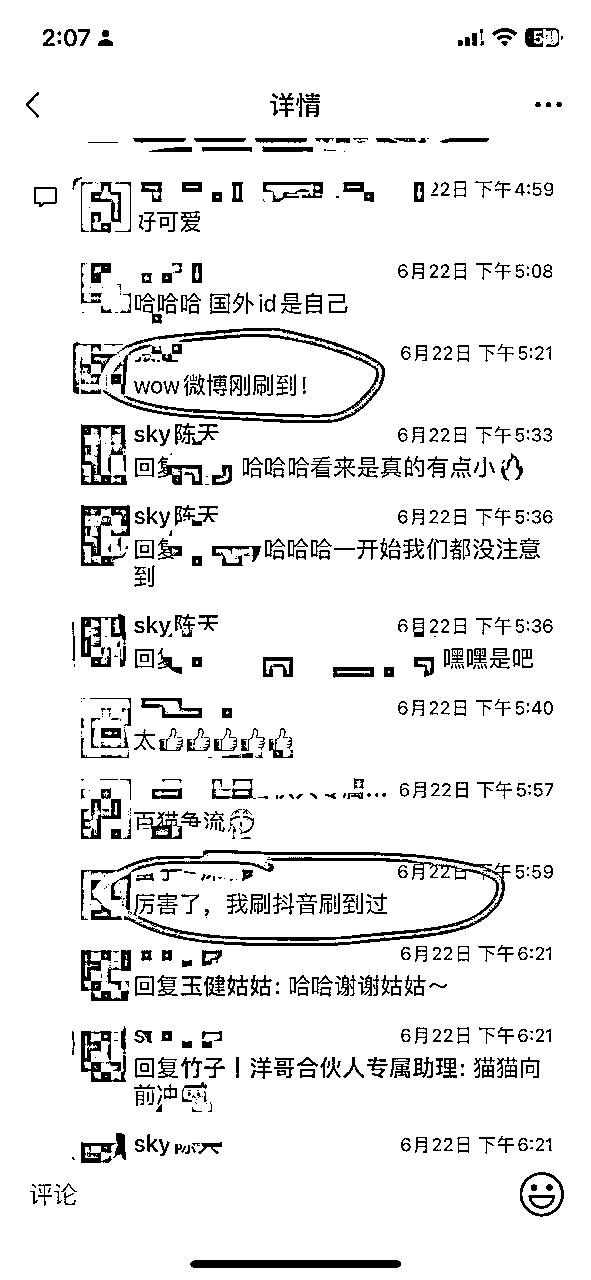 2:07
详情
22日 下午4:59
好可爱
6月22日 下午5:08
哈哈哈 国外id是自己
6月22日 下午5:21
wow微博刚刷到!
sky陈天
6月22日 下午5:33
回复 哈哈哈看来是真的有点小🔥
sky陈天
6月22日 下午5:36
回复 哈哈哈一开始我们都没注意
到
sky陈天
6月22日 下午5:36
回复 嘿嘿是吧
6月22日 下午5:40
太👍👍👍👍👍
6月22日 下午5:57
百猫争流
6月22日 下午5:59
厉害了，我刷抖音刷到过
6月22日 下午6:21
回复玉健姑姑: 哈哈谢谢姑姑～
6月22日 下午6:21
回复竹子丨洋哥合伙人专属助理: 猫猫向
前冲
sky
6月22日 下午6:21
评论